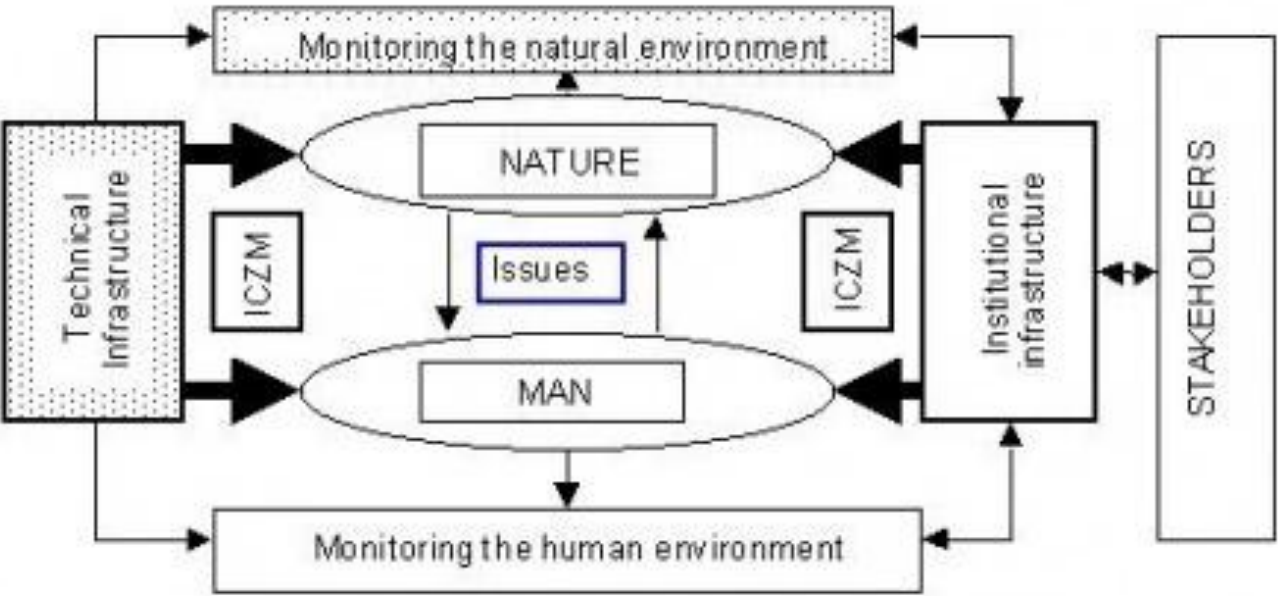 Monitoring the natural environment
NATURE
Technical
Infrastructure
ICZM
Issues
ICZM
Institutional
infrastructure
STAKEHOLDERS
MAN
Monitoring the human environment